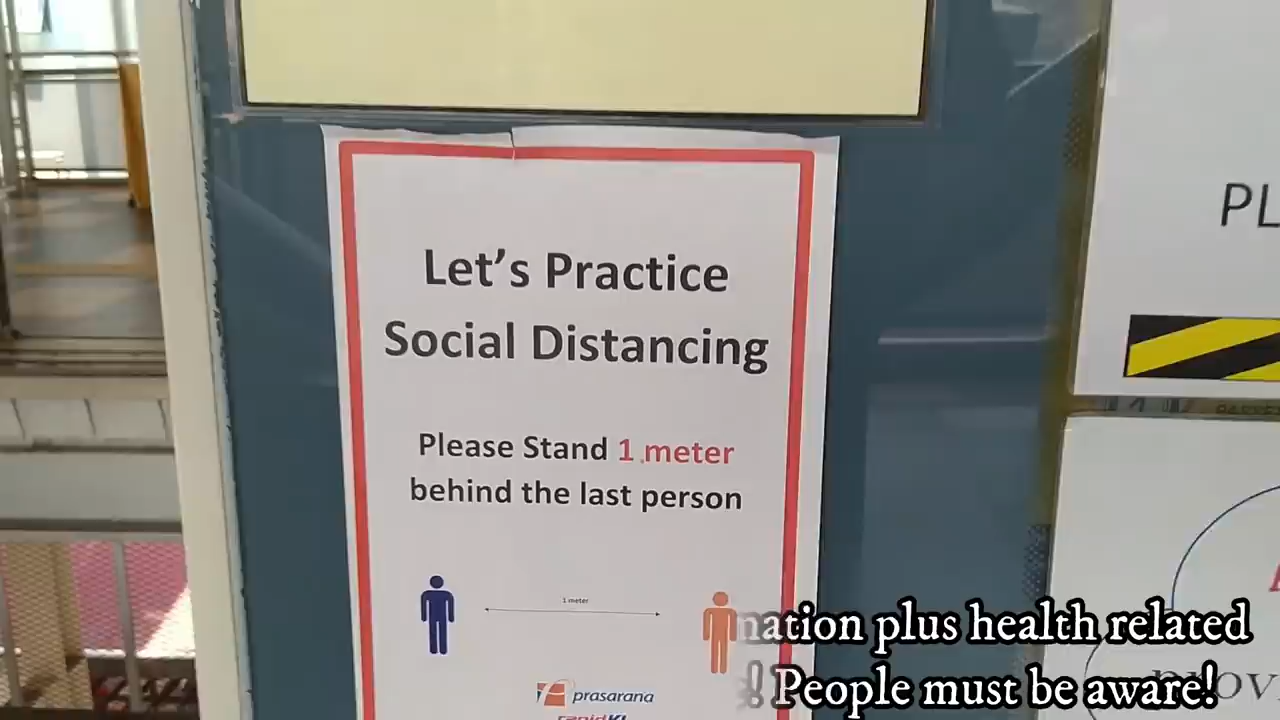 Let's Practice
Social Distancing
Please Stand 1 meter
behind the last person
1 meter
prasarana
rapidKL
PL
nation plus health related
! People must be aware!